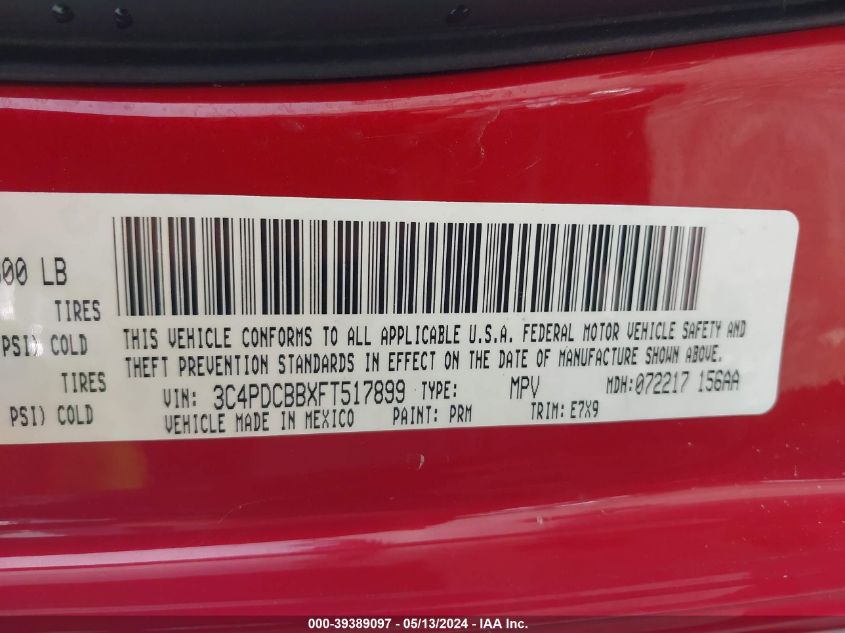 00 LB
TIRES
PSI) COLD
TIRES
PSI) COLD
THIS VEHICLE CONFORMS TO ALL APPLICABLE U.S.A. FEDERAL MOTOR VEHICLE SAFETY AND
THEFT PREVENTION STANDARDS IN EFFECT ON THE DATE OF MANUFACTURE SHOWN ABOVE.
VIN: 3C4PDCBBXFT517899 TYPE: MPV MDH:072217 156AA
VEHICLE MADE IN MEXICO PAINT: PRM TRIM: E7X9
000-39389097 - 05/13/2024 - IAA Inc.